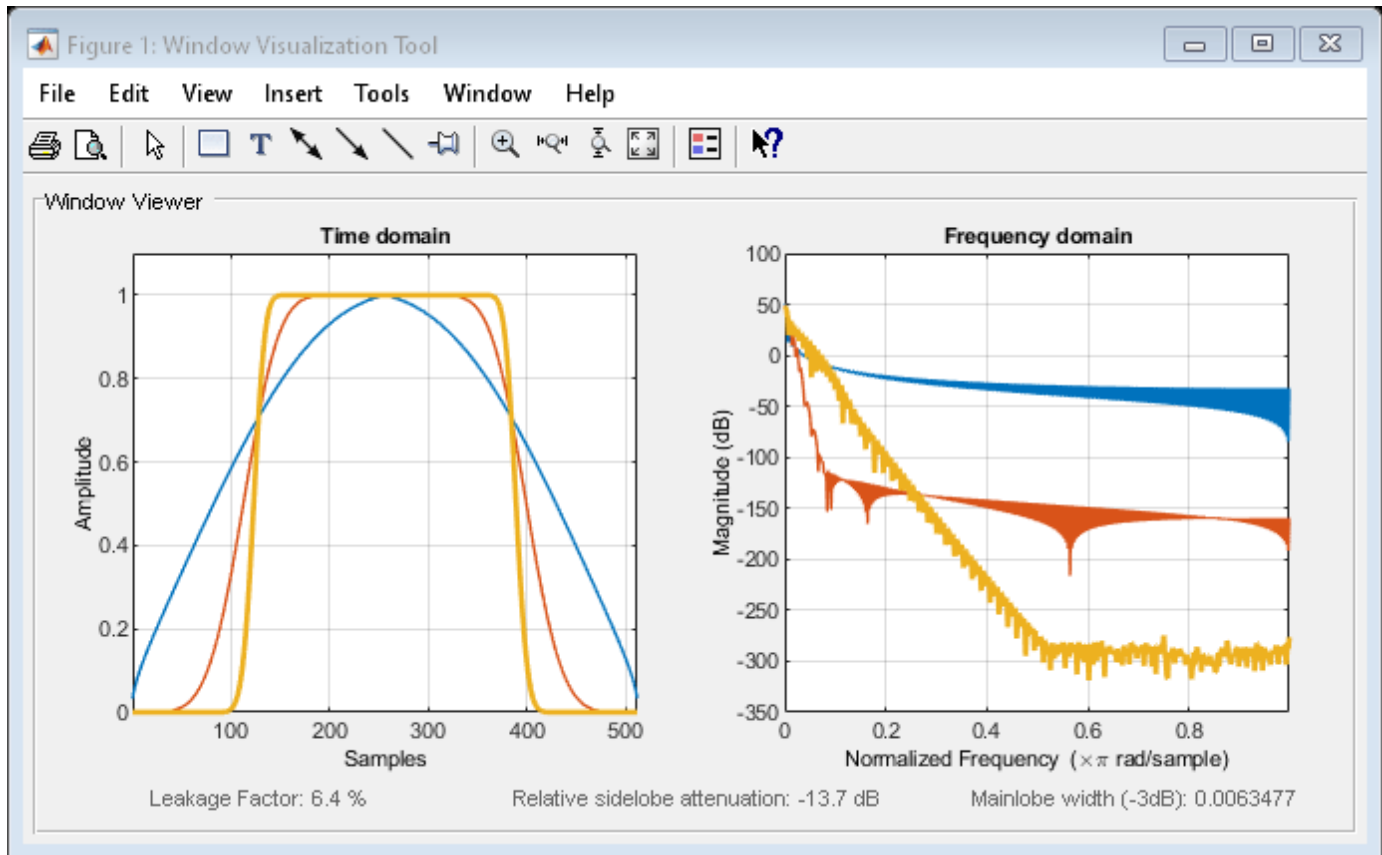 Figure 1: Window Visualization Tool
File Edit View Insert Tools Window Help
T
?
Window Viewer
Time domain
1
0.8
0.6
0.4
0.2
0
100 200 300 400 500
Amplitude
Samples
Frequency domain
100
50
0
-50
-100
-150
-200
-250
-300
-350
0 0.2 0.4 0.6 0.8
Magnitude (dB)
Normalized Frequency (×π rad/sample)
Leakage Factor: 6.4 % Relative sidelobe attenuation: -13.7 dB Mainlobe width (-3dB): 0.0063477